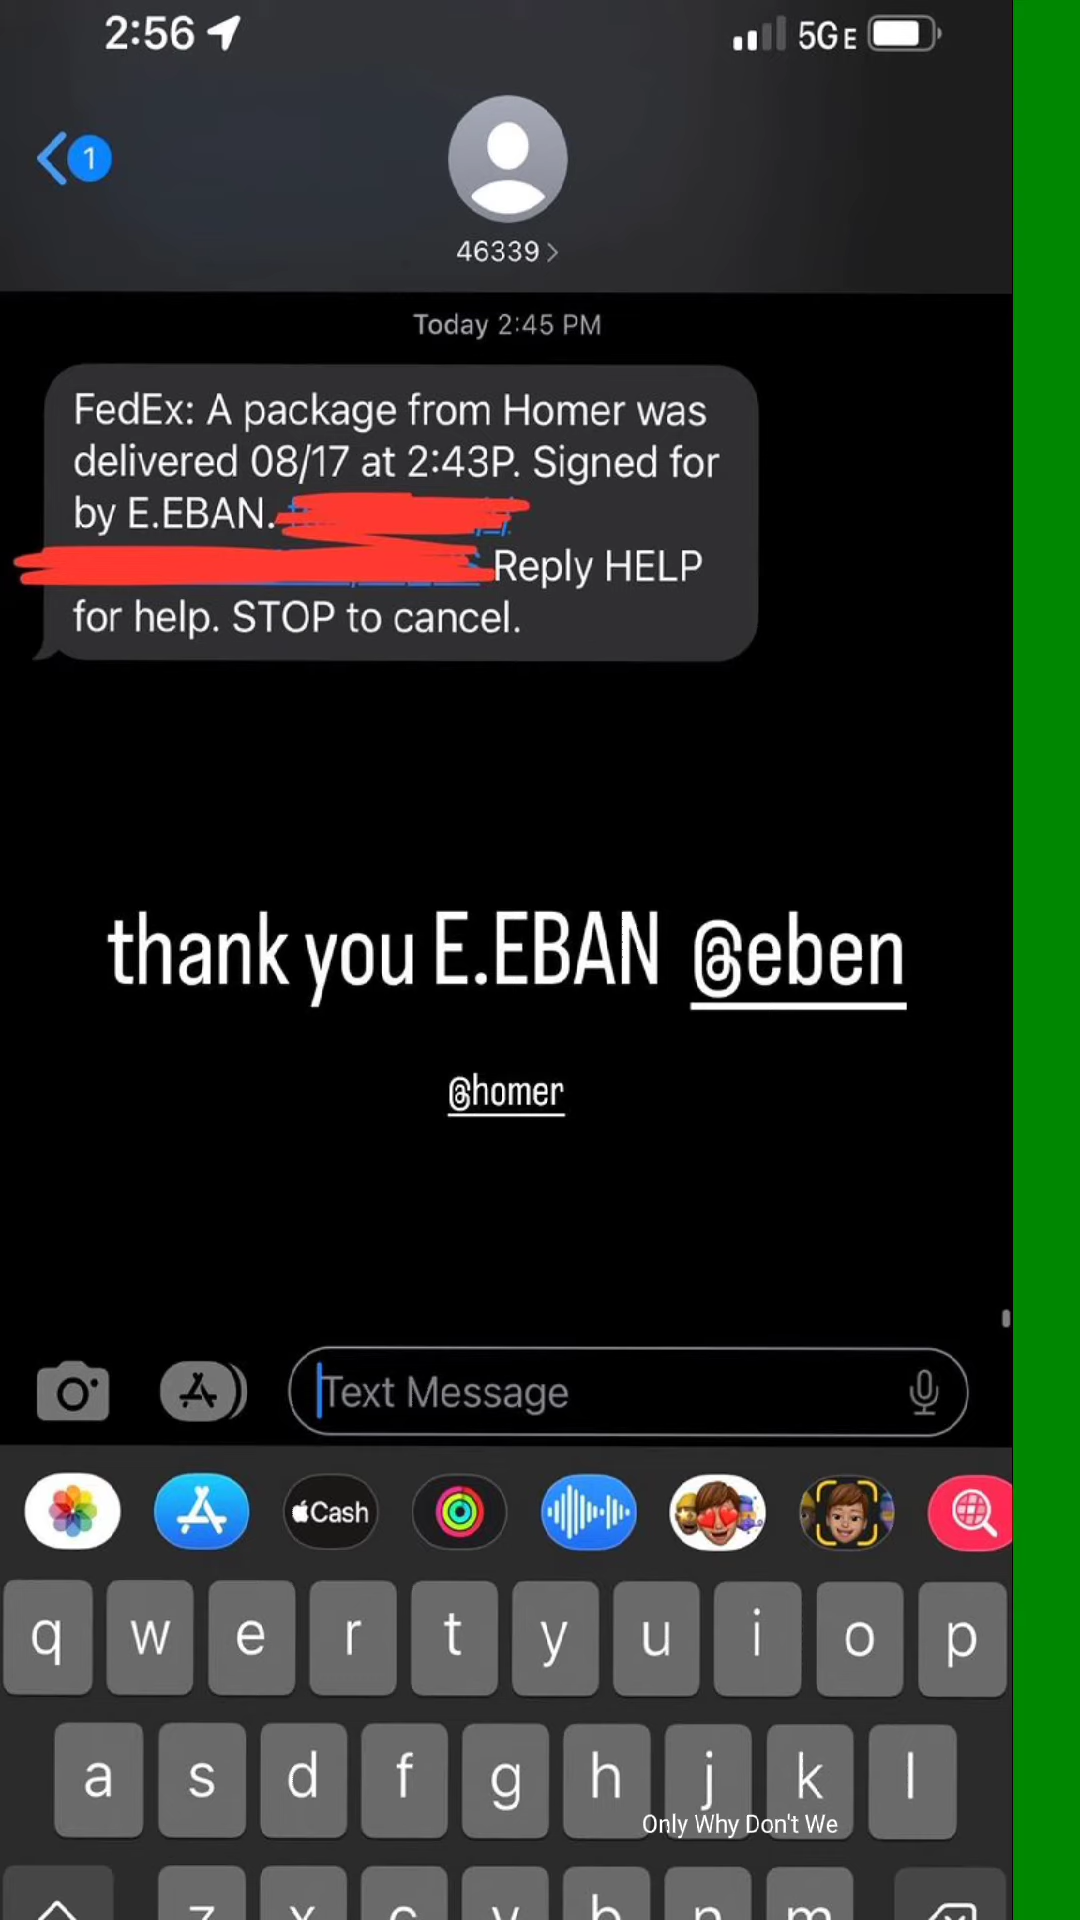 2:56
5GE
1
46339
Today 2:45 PM
FedEx: A package from Homer was
delivered 08/17 at 2:43P. Signed for
by E.EBAN.
Reply HELP
for help. STOP to cancel.
thank you E.EBAN @eben
@homer
Text Message
Cash
q w e r t y u i o p
a s d f g h j k l
Only Why Don't We
z x c v b n m